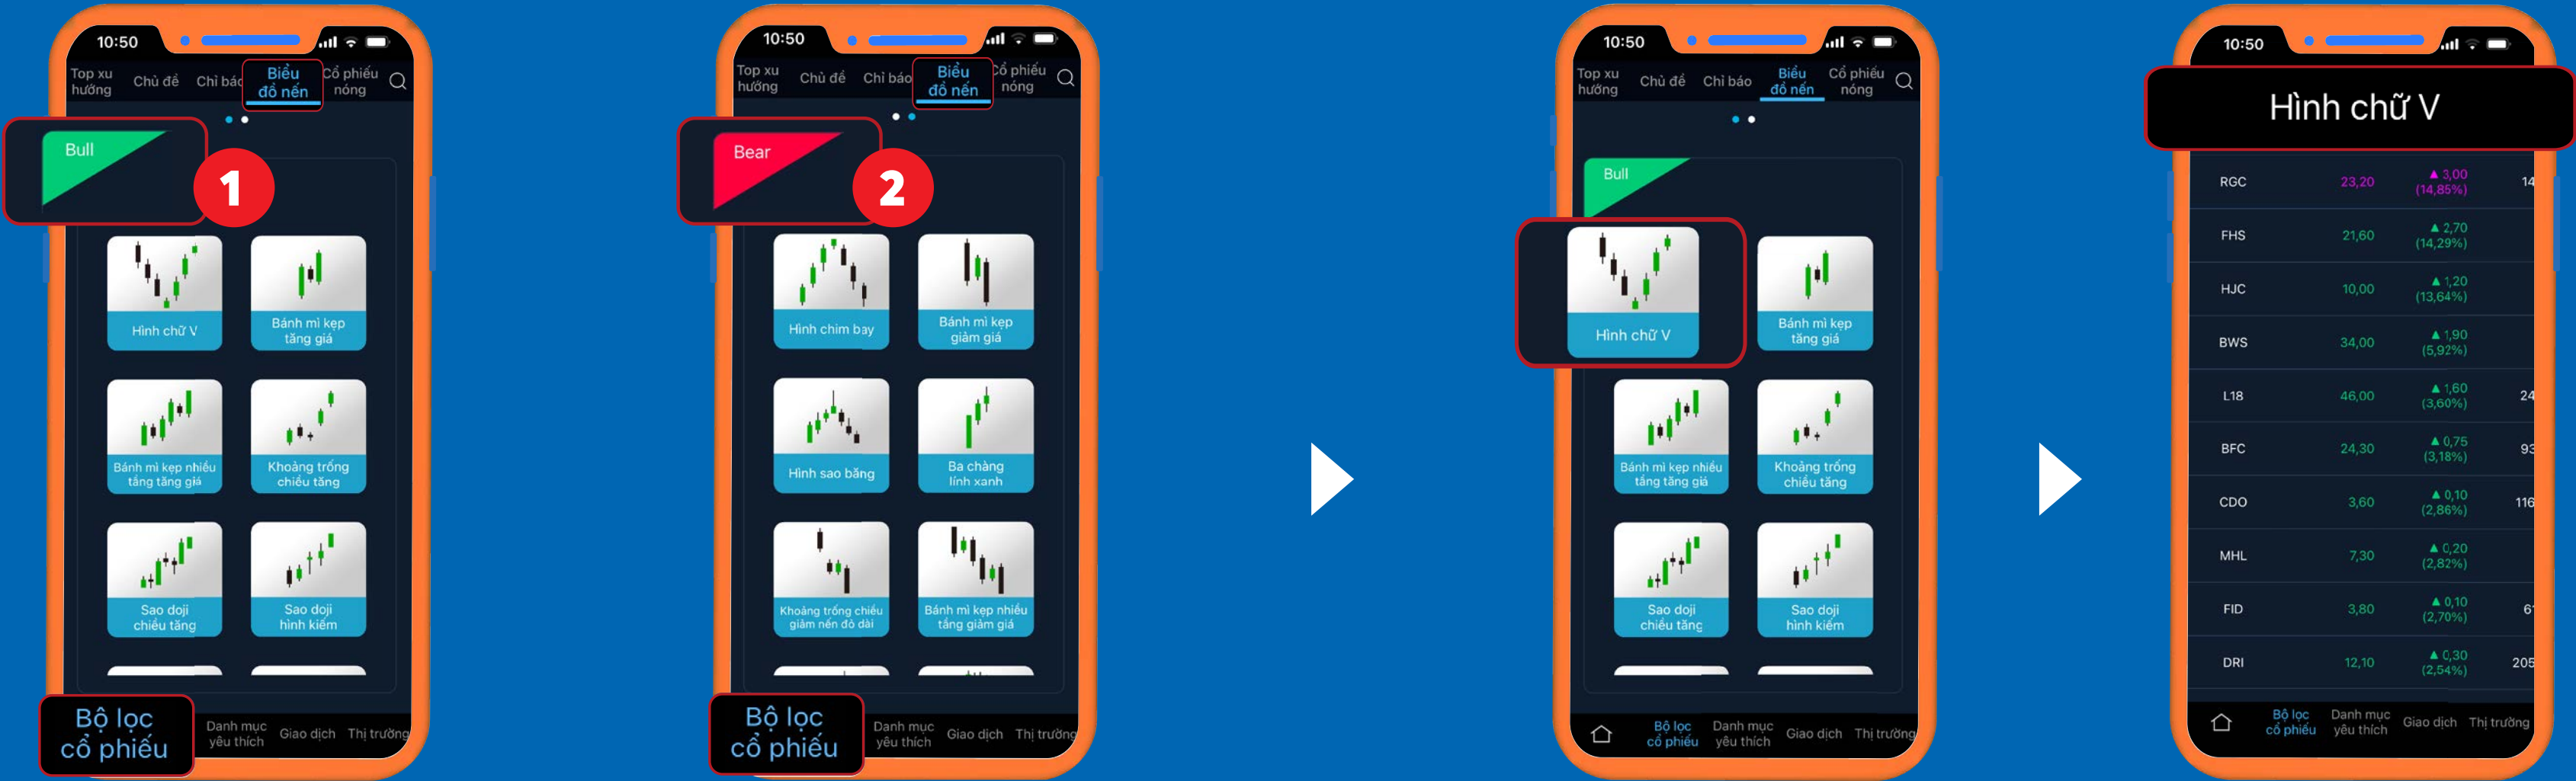 10:50
Top xu
hướng
Chủ đề
Chỉ báo
Biểu
đồ nến
Cổ phiếu
nóng
Bull
1
Hình chữ V
Bánh mì kẹp
tăng giá
Bánh mì kẹp nhiều
tầng tăng giá
Khoảng trống
chiều tăng
Sao doji
chiều tăng
Sao doji
hình kiếm
Bộ lọc
cổ phiếu
Danh mục
yêu thích
Giao dịch
Thị trường
10:50
Top xu
hướng
Chủ đề
Chỉ báo
Biểu
đồ nến
Cổ phiếu
nóng
Bear
2
Hình chim bay
Bánh mì kẹp
giảm giá
Hình sao băng
Ba chàng
lính xanh
Khoảng trống chiều
giảm nến đỏ dài
Bánh mì kẹp nhiều
tầng giảm giá
Bộ lọc
cổ phiếu
Danh mục
yêu thích
Giao dịch
Thị trường
10:50
Top xu
hướng
Chủ đề
Chỉ báo
Biểu
đồ nến
Cổ phiếu
nóng
Bull
Hình chữ V
Bánh mì kẹp
tăng giá
Bánh mì kẹp nhiều
tầng tăng giá
Khoảng trống
chiều tăng
Sao doji
chiều tăng
Sao doji
hình kiếm
Bộ lọc
cổ phiếu
Danh mục
yêu thích
Giao dịch
Thị trường
10:50
Hình chữ V
RGC 23,20 ▲ 3,00 14
(14,85%)
FHS 21,60 ▲ 2,70
(14,29%)
HJC 10,00 ▲ 1,20
(13,64%)
BWS 34,00 ▲ 1,90
(5,92%)
L18 46,00 ▲ 1,60 24
(3,60%)
BFC 24,30 ▲ 0,75 93
(3,18%)
CDO 3,60 ▲ 0,10 116
(2,86%)
MHL 7,30 ▲ 0,20
(2,82%)
FID 3,80 ▲ 0,10 61
(2,70%)
DRI 12,10 ▲ 0,30 205
(2,54%)
Bộ lọc
cổ phiếu
Danh mục
yêu thích
Giao dịch
Thị trường